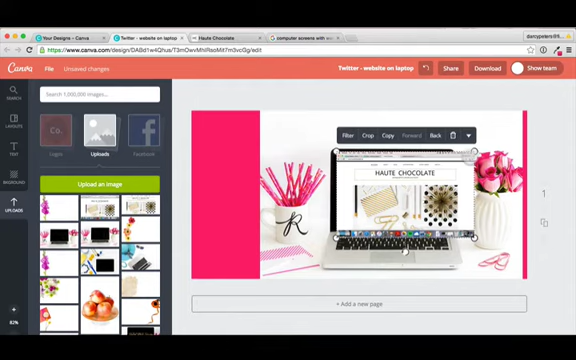 Your Designs – Canva
Twitter - website on laptop
Haute Chocolate
computer screens with w
https://www.canva.com/design/
/edit
Canva
File
Unsaved changes
Twitter - website on laptop
Share
Download
Show team
SEARCH
LAYOUTS
TEXT
BKGROUND
UPLOADS
82%
Search 1,000,000 images...
Co.
Logos
Uploads
Facebook
Upload an image
Filter
Crop
Copy
Forward
Back
HAUTE CHOCOLATE
R
1
+ Add a new page